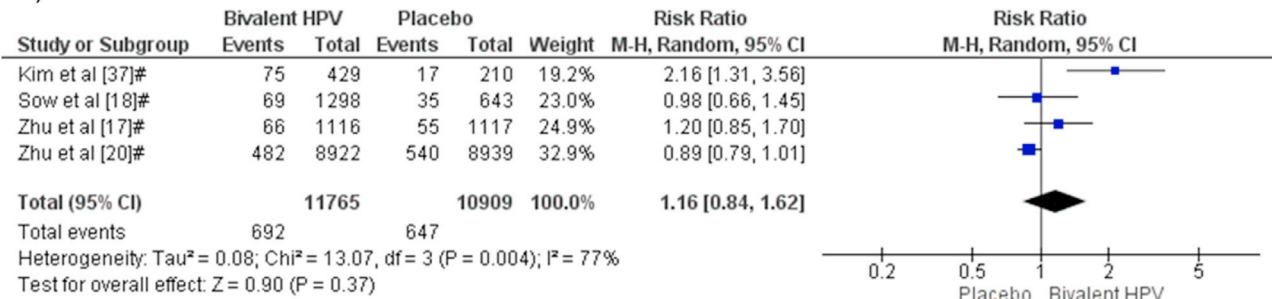 Bivalent HPV Placebo Risk Ratio Risk Ratio
Study or Subgroup Events Total Events Total Weight M-H, Random, 95% CI M-H, Random, 95% CI
Kim et al [37]# 75 429 17 210 19.2% 2.16 [1.31, 3.56]
Sow et al [18]# 69 1298 35 643 23.0% 0.98 [0.66, 1.45]
Zhu et al [17]# 66 1116 55 1117 24.9% 1.20 [0.85, 1.70]
Zhu et al [20]# 482 8922 540 8939 32.9% 0.89 [0.79, 1.01]
Total (95% CI) 11765 10909 100.0% 1.16 [0.84, 1.62]
Total events 692 647
Heterogeneity: Tau² = 0.08; Chi² = 13.07, df = 3 (P = 0.004); I² = 77%
Test for overall effect: Z = 0.90 (P = 0.37)
0.2 0.5 1 2 5
Placebo Bivalent HPV